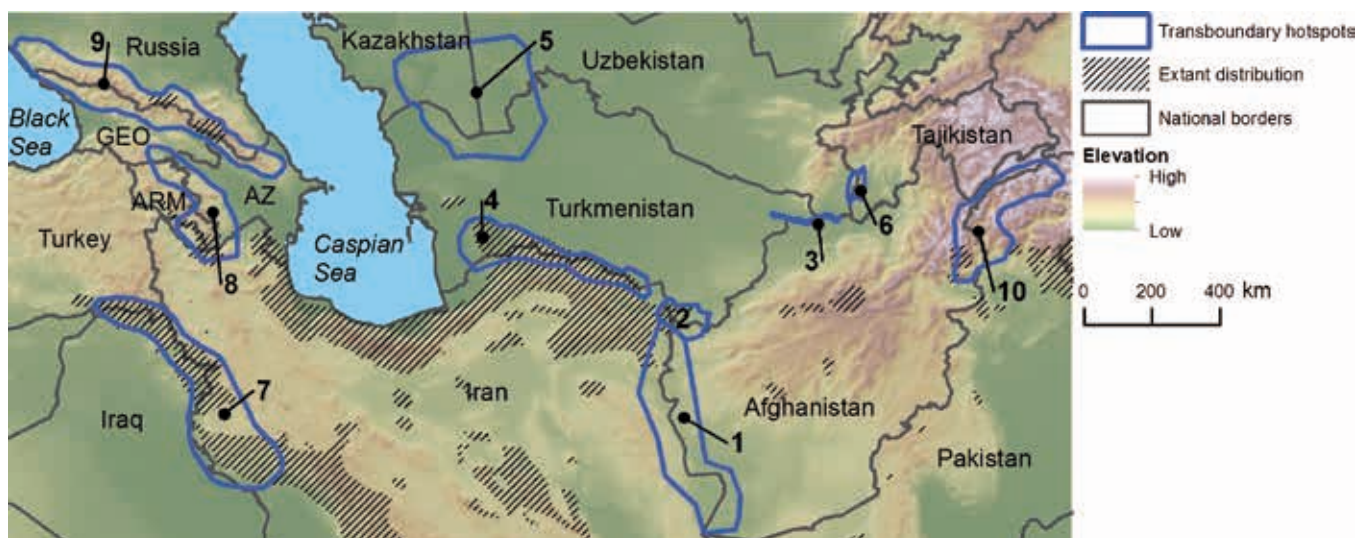 9
Russia
Kazakhstan
5
Uzbekistan
Black
Sea
GEO
Tajikistan
ARM
AZ
4
Turkmenistan
6
Turkey
Caspian
Sea
3
8
10
2
7
Iran
Iraq
Afghanistan
1
Pakistan
Transboundary hotspots
Extant distribution
National borders
Elevation
High
Low
0 200 400 km